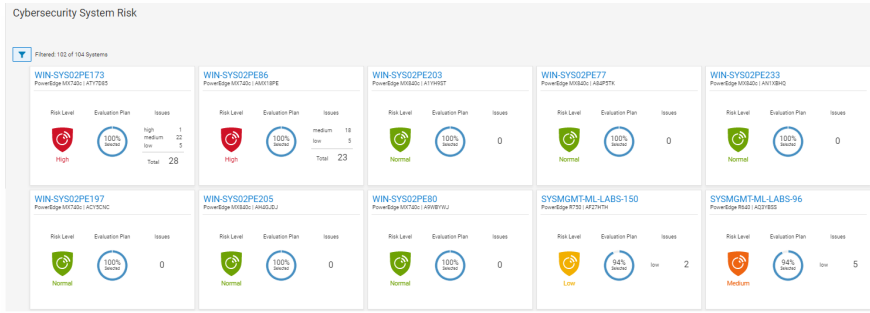 Cybersecurity System Risk
Filtered: 102 of 104 Systems
WIN-SYS02PE173
PowerEdge MX740c | ATY7D85
Risk Level Evaluation Plan Issues
100%
Selected
high 1
medium 22
low 5
Total 28
High
WIN-SYS02PE86
PowerEdge MX740c | AMX18PE
Risk Level Evaluation Plan Issues
100%
Selected
medium 18
low 5
Total 23
High
WIN-SYS02PE203
PowerEdge MX840c | A1YH9ST
Risk Level Evaluation Plan Issues
100%
Selected
0
Normal
WIN-SYS02PE77
PowerEdge MX840c | A84P5TK
Risk Level Evaluation Plan Issues
100%
Selected
0
Normal
WIN-SYS02PE233
PowerEdge MX840c | AN1XBHQ
Risk Level Evaluation Plan Issues
100%
Selected
0
Normal
WIN-SYS02PE197
PowerEdge MX740c | ACY5CNC
Risk Level Evaluation Plan Issues
100%
Selected
0
Normal
WIN-SYS02PE205
PowerEdge MX840c | AH4GJDJ
Risk Level Evaluation Plan Issues
100%
Selected
0
Normal
WIN-SYS02PE80
PowerEdge MX740c | A9WBYWJ
Risk Level Evaluation Plan Issues
100%
Selected
0
Normal
SYSMGMT-ML-LABS-150
PowerEdge R750 | AF27HTH
Risk Level Evaluation Plan Issues
94%
Selected
low 2
Low
SYSMGMT-ML-LABS-96
PowerEdge R640 | AQ3YBSS
Risk Level Evaluation Plan Issues
94%
Selected
low 5
Medium